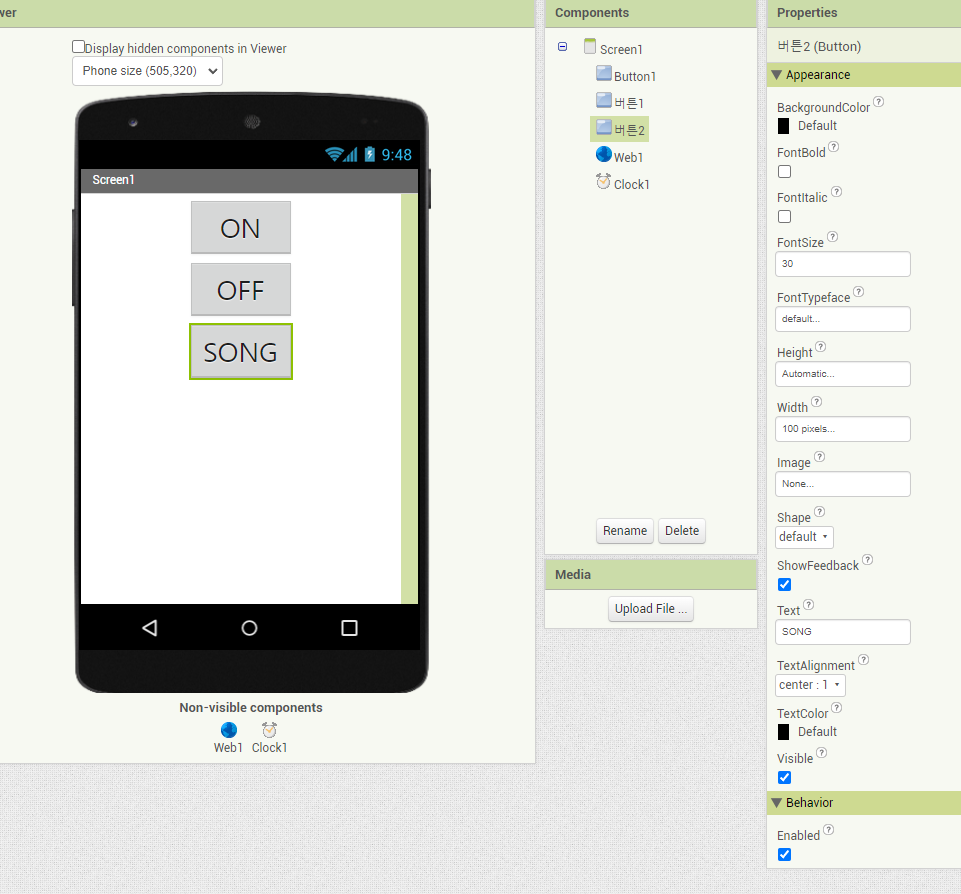 wer
Display hidden components in Viewer
Phone size (505,320)
9:48
Screen1
ON
OFF
SONG
Non-visible components
Web1 Clock1
Components
Screen1
Button1
버튼1
버튼2
Web1
Clock1
Rename Delete
Media
Upload File ...
Properties
버튼2 (Button)
Appearance
BackgroundColor ?
Default
FontBold ?
FontItalic ?
FontSize ?
30
FontTypeface ?
default...
Height ?
Automatic...
Width ?
100 pixels...
Image ?
None...
Shape ?
default
ShowFeedback ?
Text ?
SONG
TextAlignment ?
center : 1
TextColor ?
Default
Visible ?
Behavior
Enabled ?